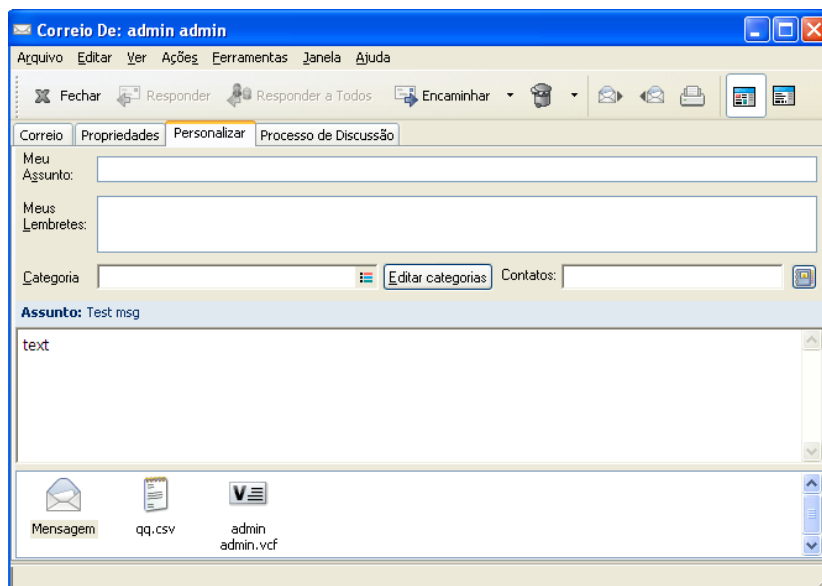 Correio De: admin admin
Arquivo Editar Ver Ações Ferramentas Janela Ajuda
Fechar Responder Responder a Todos Encaminhar
Correio Propriedades Personalizar Processo de Discussão
Meu
Assunto:
Meus
Lembretes:
Categoria Editar categorias Contatos:
Assunto: Test msg
text
Mensagem qq.csv admin
admin.vcf